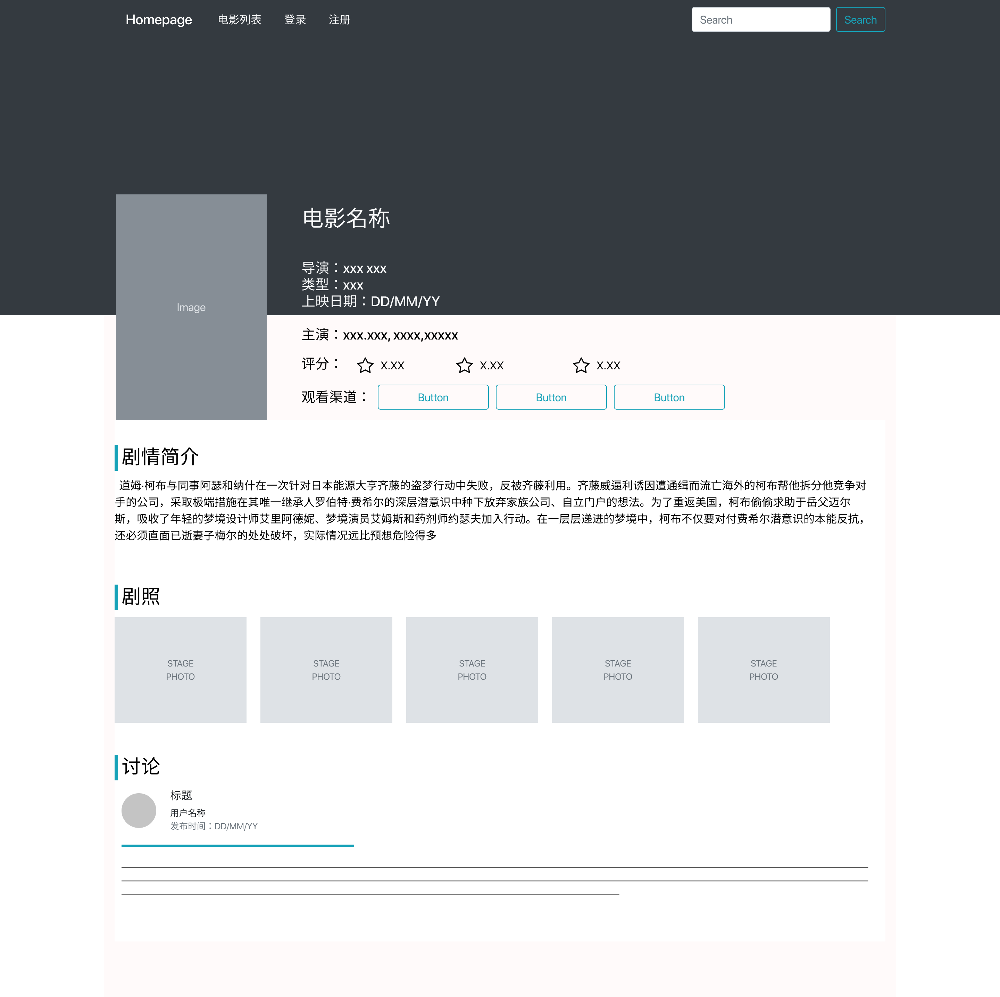 Homepage 电影列表 登录 注册 Search Search
电影名称
导演：xxx xxx
类型：xxx
上映日期：DD/MM/YY
Image
主演：xxx.xxx, xxxx,xxxxx
评分： X.XX X.XX X.XX
观看渠道： Button Button Button
剧情简介
道姆·柯布与同事阿瑟和纳什在一次针对日本能源大亨齐藤的盗梦行动中失败，反被齐藤利用。齐藤威逼利诱因遭通缉而流亡海外的柯布帮他拆分他竞争对
手的公司，采取极端措施在其唯一继承人罗伯特·费希尔的深层潜意识中种下放弃家族公司、自立门户的想法。为了重返美国，柯布偷偷求助于岳父迈尔
斯，吸收了年轻的梦境设计师艾里阿德妮、梦境演员艾姆斯和药剂师约瑟夫加入行动。在一层层递进的梦境中，柯布不仅要对付费希尔潜意识的本能反抗，
还必须直面已逝妻子梅尔的处处破坏，实际情况远比预想危险得多
剧照
STAGE STAGE STAGE STAGE STAGE
PHOTO PHOTO PHOTO PHOTO PHOTO
讨论
标题
用户名称
发布时间：DD/MM/YY